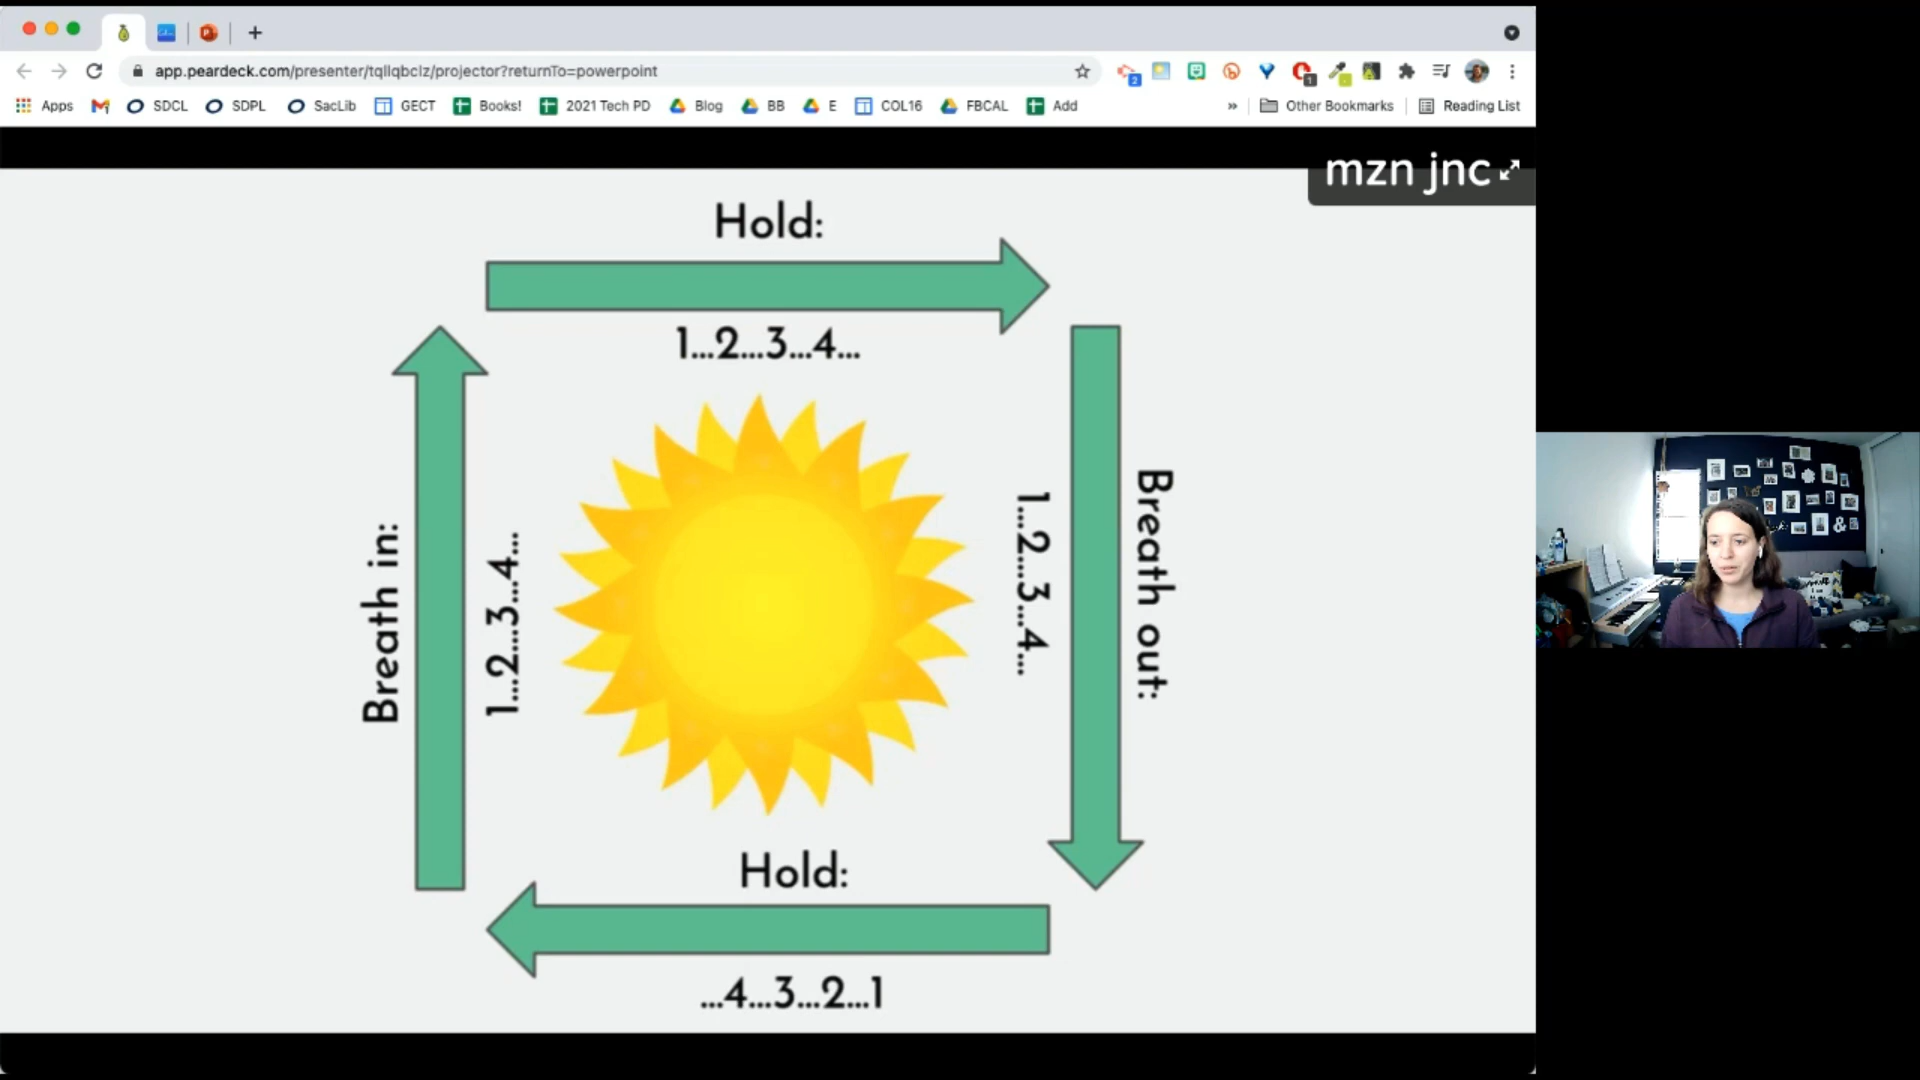 app.peardeck.com/presenter/tqllqbclz/projector?returnTo=powerpoint
Apps SDCL SDPL SacLib GECT Books! 2021 Tech PD Blog BB E COL16 FBCAL Add » Other Bookmarks Reading List
mzn jnc
Hold:
1...2...3...4...
Breath in:
1...2...3...4...
1...2...3...4...
Breath out:
Hold:
...4...3...2...1